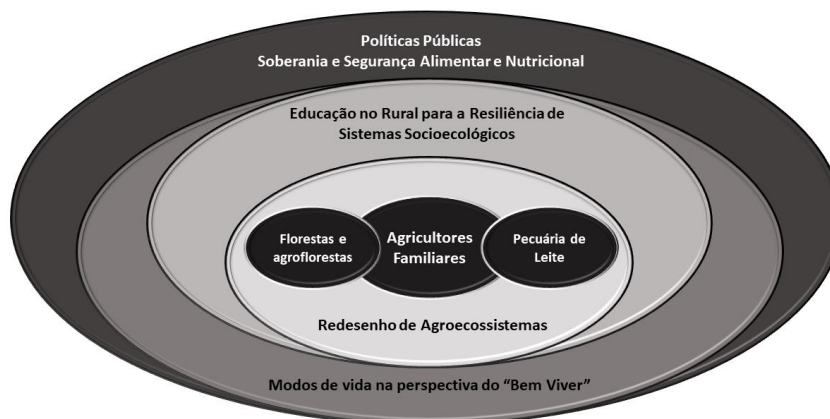 Políticas Públicas
Soberania e Segurança Alimentar e Nutricional
Educação no Rural para a Resiliência de
Sistemas Socioecológicos
Florestas e
agroflorestas
Agricultores
Familiares
Pecuária de
Leite
Redesenho de Agroecossistemas
Modos de vida na perspectiva do “Bem Viver”